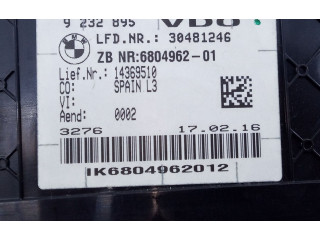 9 232 895 VDO
LFD.NR.: 30481246
ZB NR:6804962-01
Lief.Nr.: 14369510
CO: SPAIN L3
VI:
Aend: 0002
3276 17.02.16
IK6804962012